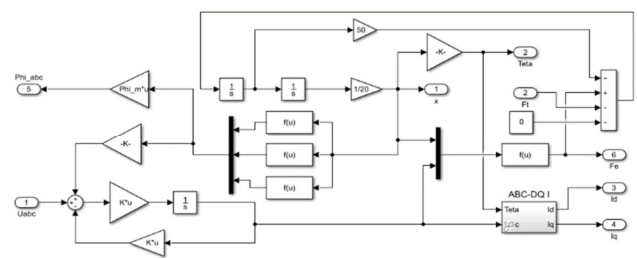 50
-K-
2
Teta
Phi_abc
5
Phi_m*u
1
s
1
s
1/20
1
x
2
Ft
0
-
+
-
-
f(u)
f(u)
f(u)
-K-
f(u)
6
Fe
1
Uabc
+
+
-
K*u
1
s
K*u
ABC-DQ I
Teta
Id
Iq
3
Id
4
Iq